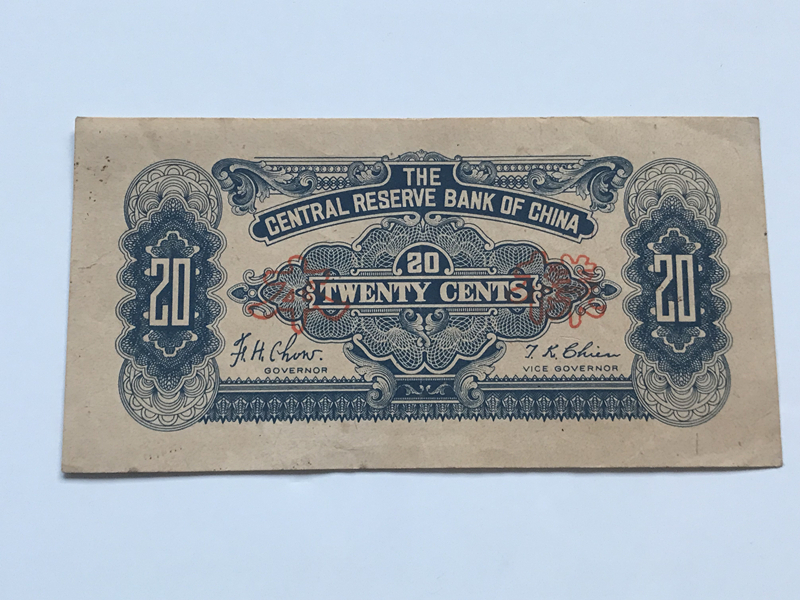 THE
CENTRAL RESERVE BANK OF CHINA
20
20
20
TWENTY CENTS
F. H. Chow.
GOVERNOR
T. K. Chien
VICE GOVERNOR